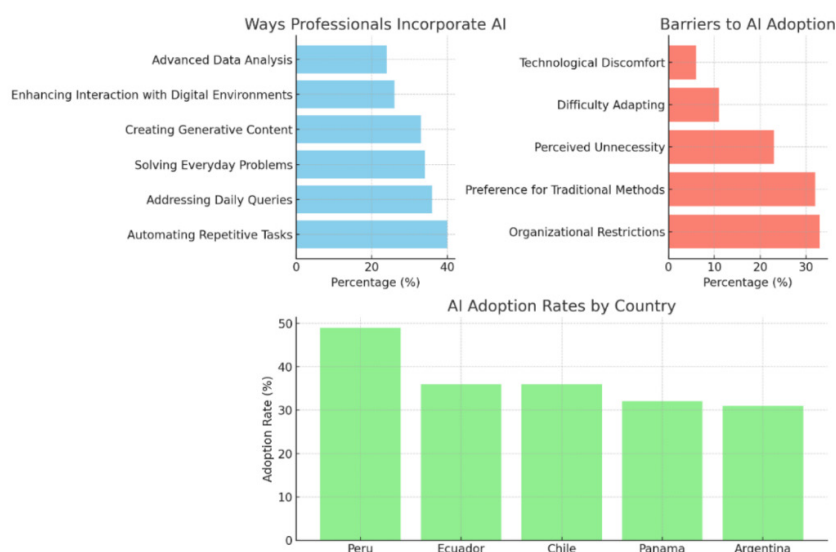 Ways Professionals Incorporate AI
Advanced Data Analysis
Enhancing Interaction with Digital Environments
Creating Generative Content
Solving Everyday Problems
Addressing Daily Queries
Automating Repetitive Tasks
0 20 40
Percentage (%)
Barriers to AI Adoption
Technological Discomfort
Difficulty Adapting
Perceived Unnecessity
Preference for Traditional Methods
Organizational Restrictions
0 10 20 30
Percentage (%)
AI Adoption Rates by Country
Adoption Rate (%)
50
40
30
20
10
0
Peru Ecuador Chile Panama Argentina